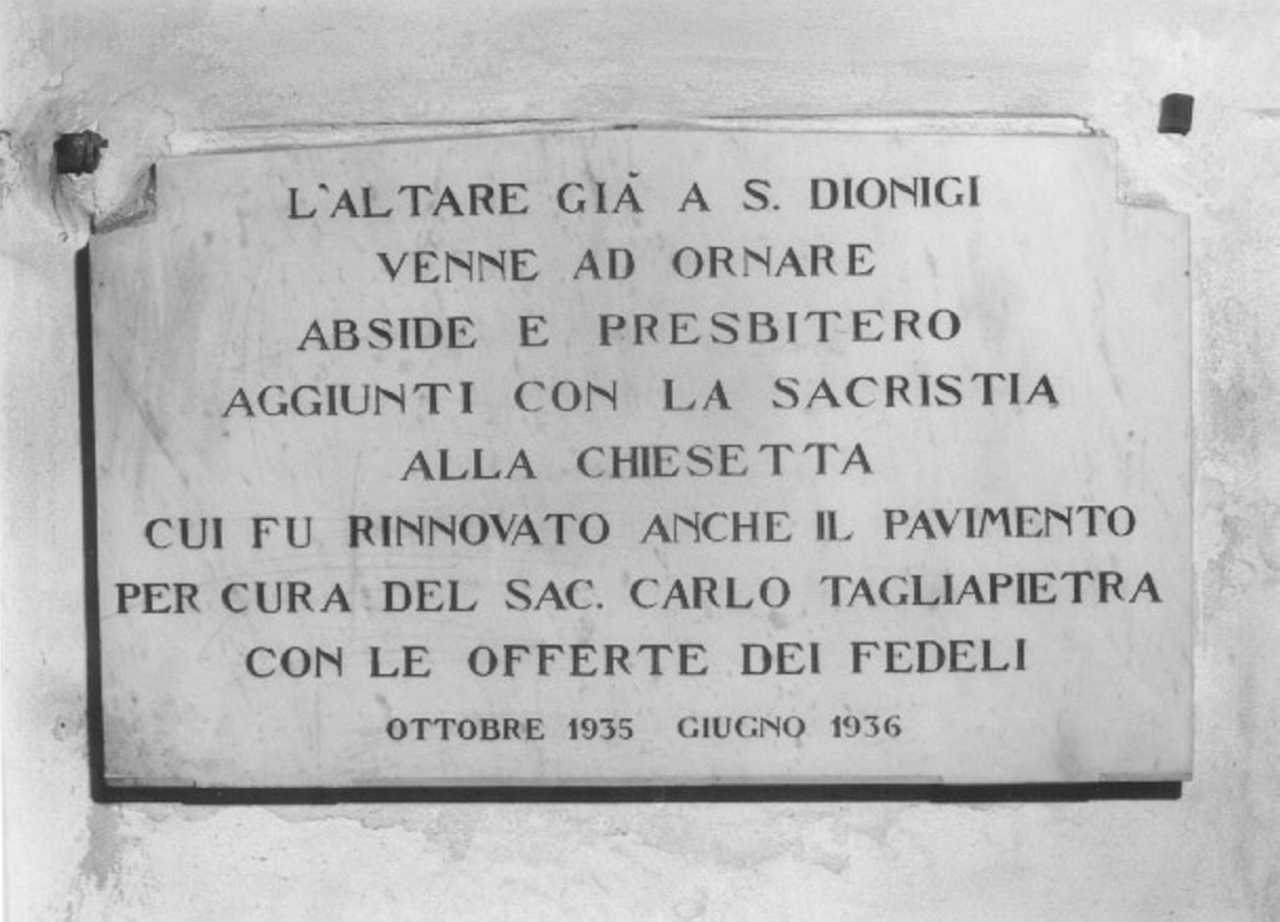 L'ALTARE GIÀ A S. DIONIGI
VENNE AD ORNARE
ABSIDE E PRESBITERO
AGGIUNTI CON LA SACRISTIA
ALLA CHIESETTA
CUI FU RINNOVATO ANCHE IL PAVIMENTO
PER CURA DEL SAC. CARLO TAGLIAPIETRA
CON LE OFFERTE DEI FEDELI
OTTOBRE 1935 GIUGNO 1936